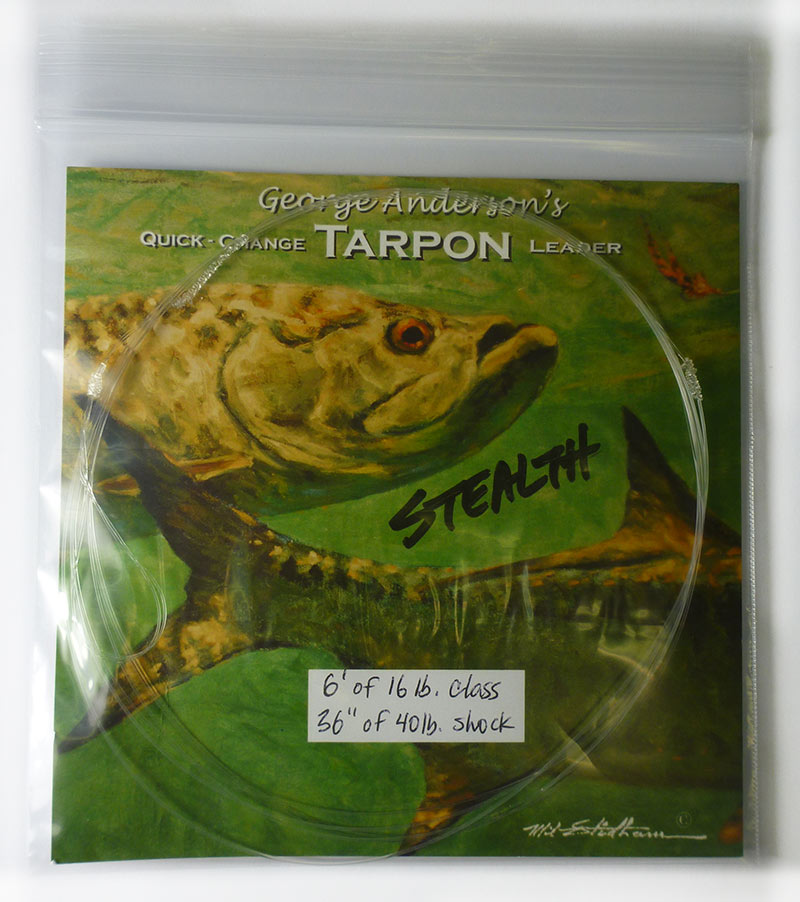 George Anderson's
QUICK-CHANGE TARPON LEADER
STEALTH
6' of 16 lb. class
36" of 40 lb. shock
©